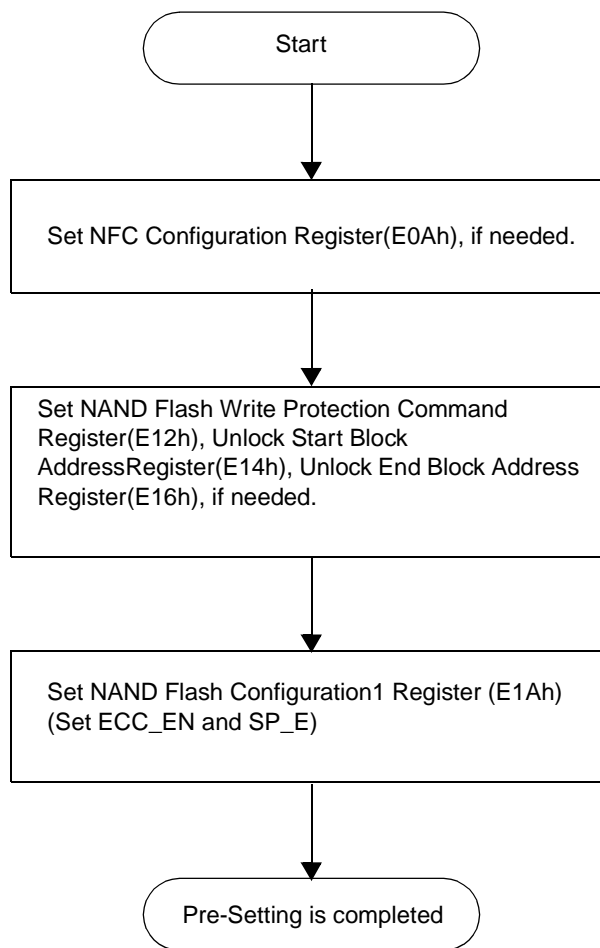 Start
Set NFC Configuration Register(E0Ah), if needed.
Set NAND Flash Write Protection Command
Register(E12h), Unlock Start Block
AddressRegister(E14h), Unlock End Block Address
Register(E16h), if needed.
Set NAND Flash Configuration1 Register (E1Ah)
(Set ECC_EN and SP_E)
Pre-Setting is completed